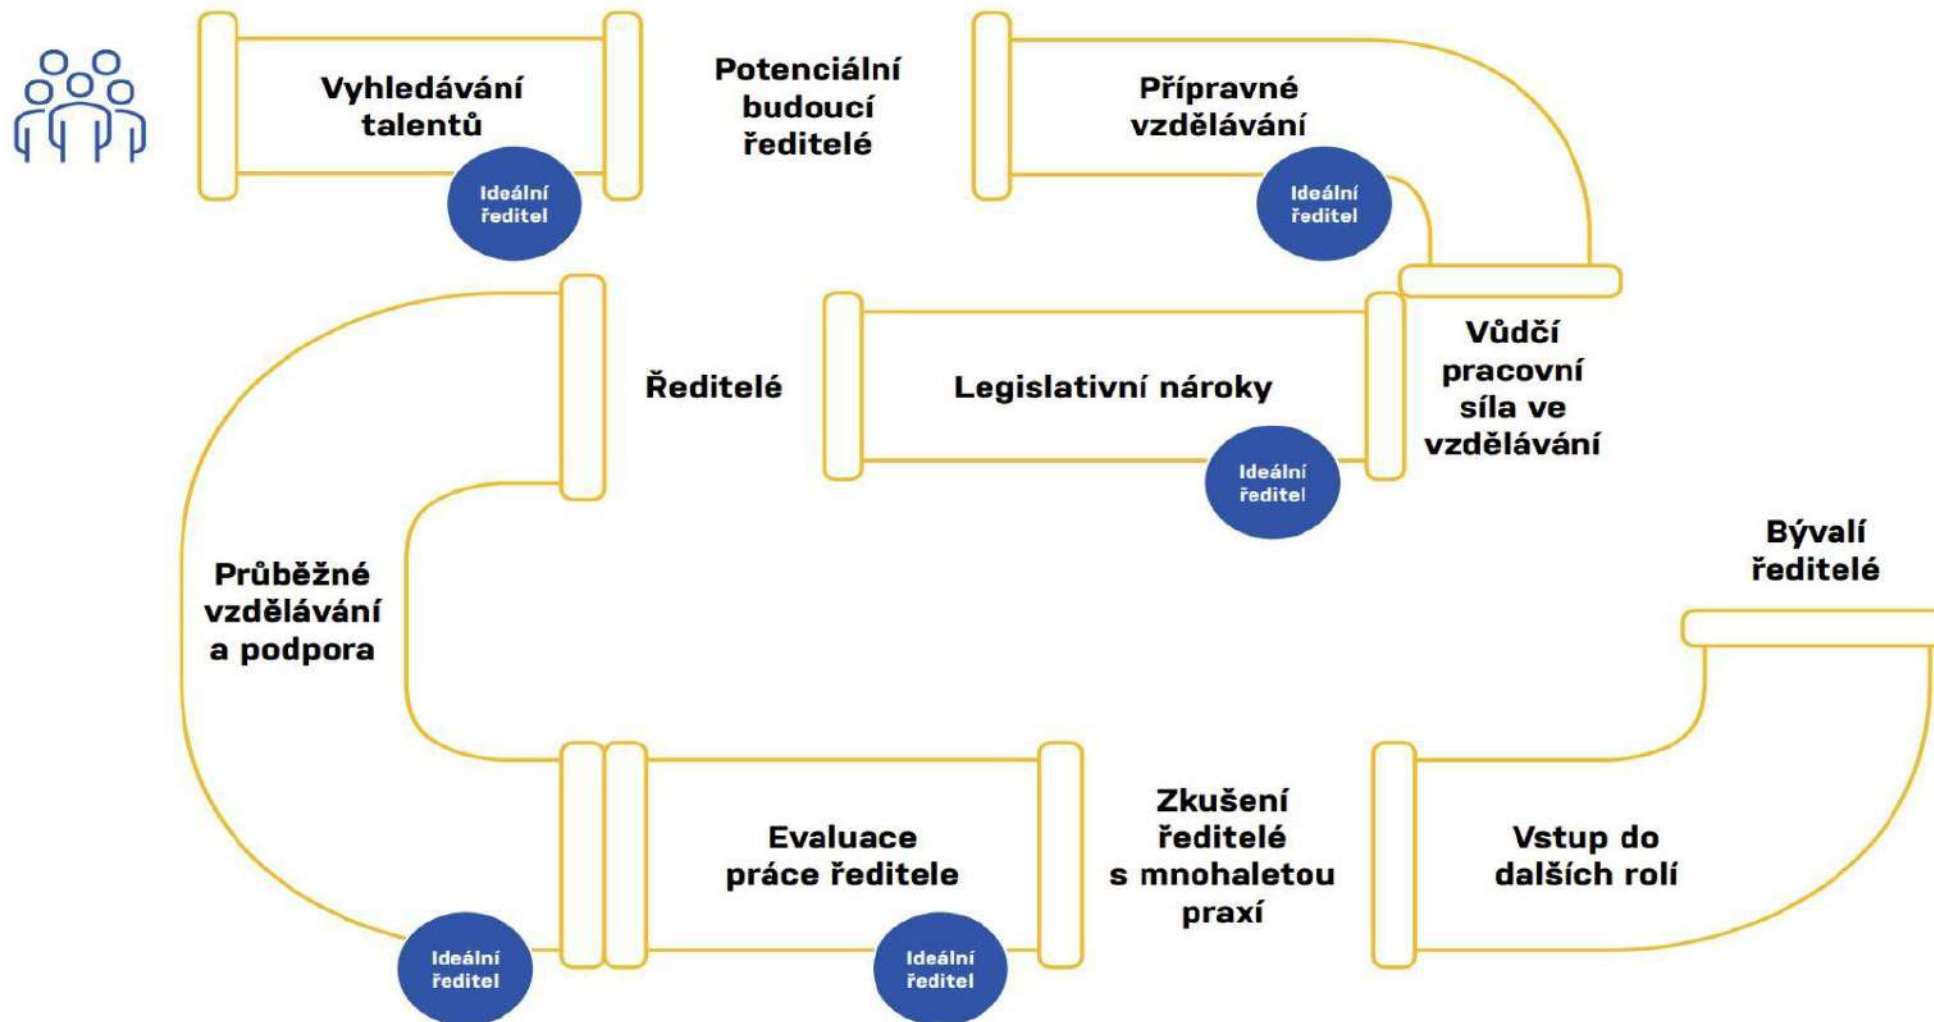 Vyhledávání
talentů
Ideální
ředitel
Potenciální
budoucí
ředitelé
Přípravné
vzdělávání
Ideální
ředitel
Vůdčí
pracovní
síla ve
vzdělávání
Legislativní nároky
Ideální
ředitel
Ředitelé
Průběžné
vzdělávání
a podpora
Ideální
ředitel
Evaluace
práce ředitele
Ideální
ředitel
Zkušení
ředitelé
s mnohaletou
praxí
Vstup do
dalších rolí
Bývalí
ředitelé